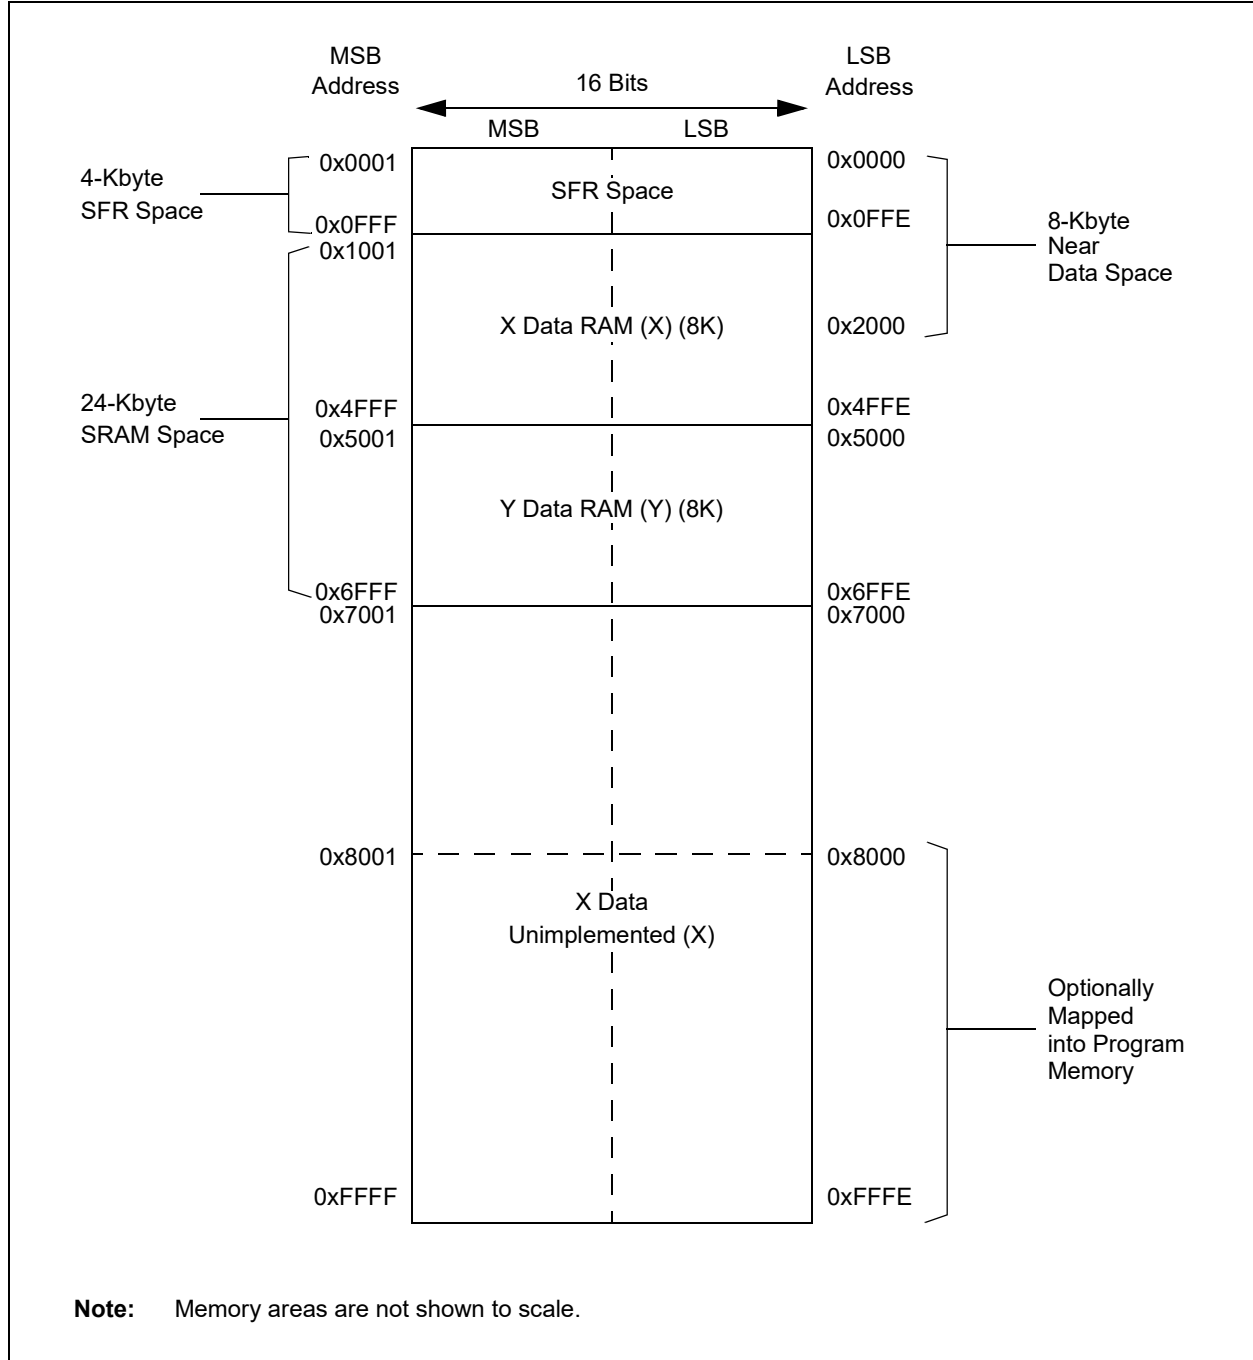 MSB
Address
LSB
Address
16 Bits
MSB
LSB
0x0001
0x0000
4-Kbyte
SFR Space
SFR Space
0x0FFF
0x0FFE
8-Kbyte
Near
Data Space
0x1001
X Data RAM (X) (8K)
0x2000
24-Kbyte
SRAM Space
0x4FFF
0x4FFE
0x5001
0x5000
Y Data RAM (Y) (8K)
0x6FFF
0x6FFE
0x7001
0x7000
0x8001
0x8000
X Data
Unimplemented (X)
Optionally
Mapped
into Program
Memory
0xFFFF
0xFFFE
Note: Memory areas are not shown to scale.